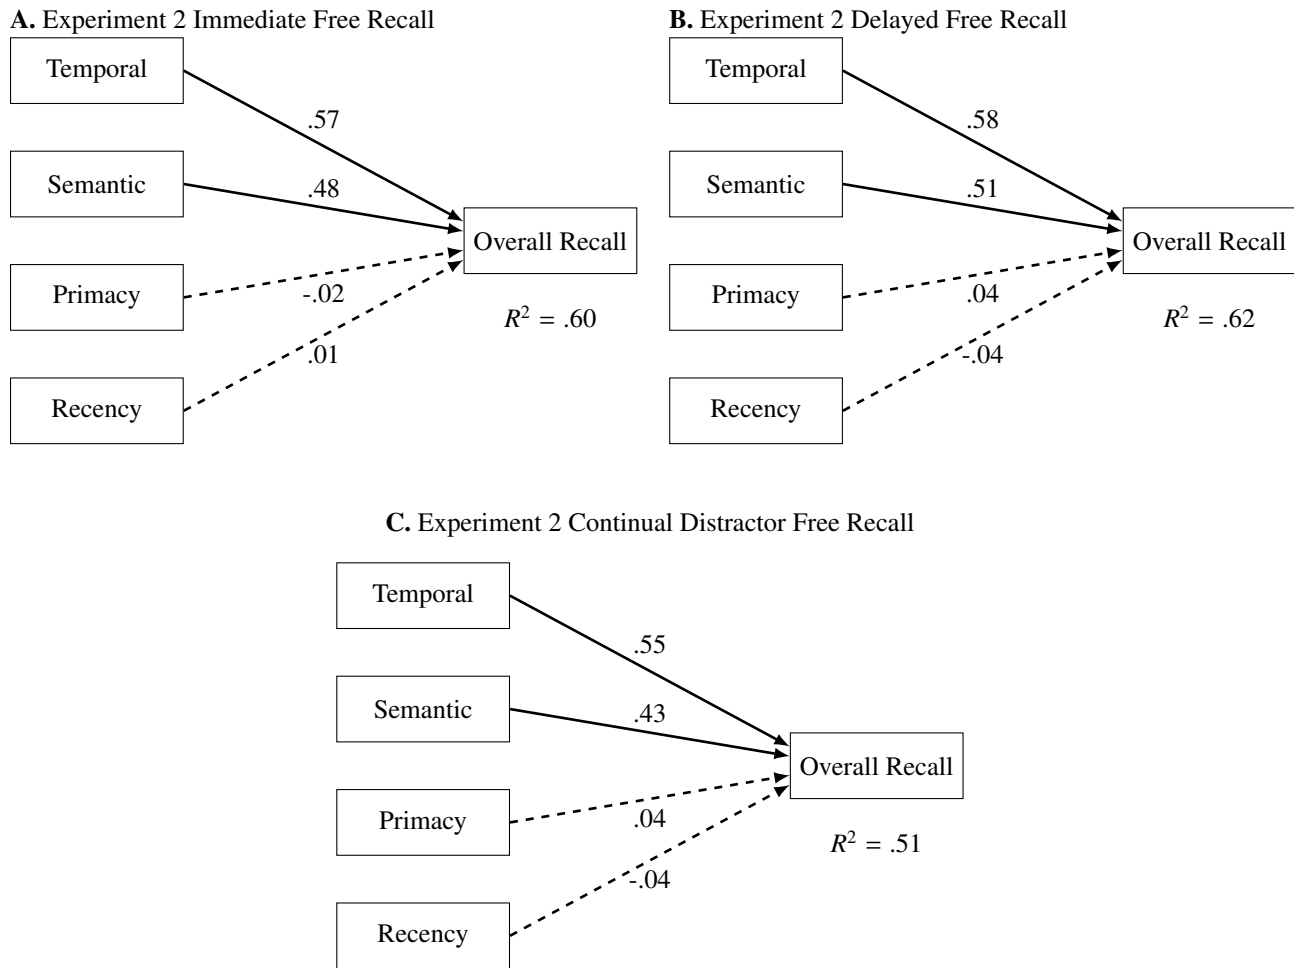 A. Experiment 2 Immediate Free Recall
Temporal
.57
Semantic
.48
Overall Recall
Primacy
-.02
R² = .60
.01
Recency
B. Experiment 2 Delayed Free Recall
Temporal
.58
Semantic
.51
Overall Recall
Primacy
.04
R² = .62
-.04
Recency
C. Experiment 2 Continual Distractor Free Recall
Temporal
.55
Semantic
.43
Overall Recall
Primacy
.04
R² = .51
-.04
Recency